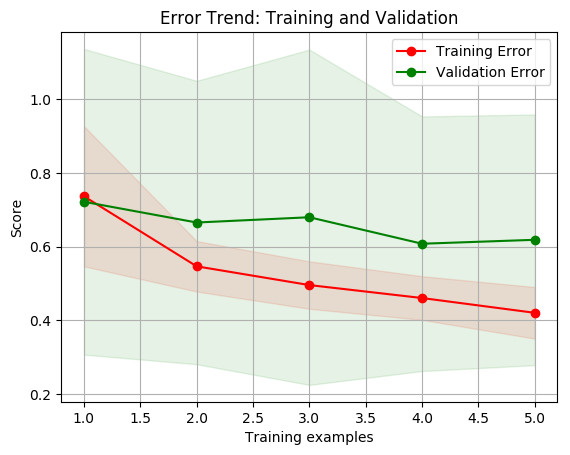 Error Trend: Training and Validation
Training Error
Validation Error
Score
1.0
0.8
0.6
0.4
0.2
1.0 1.5 2.0 2.5 3.0 3.5 4.0 4.5 5.0
Training examples